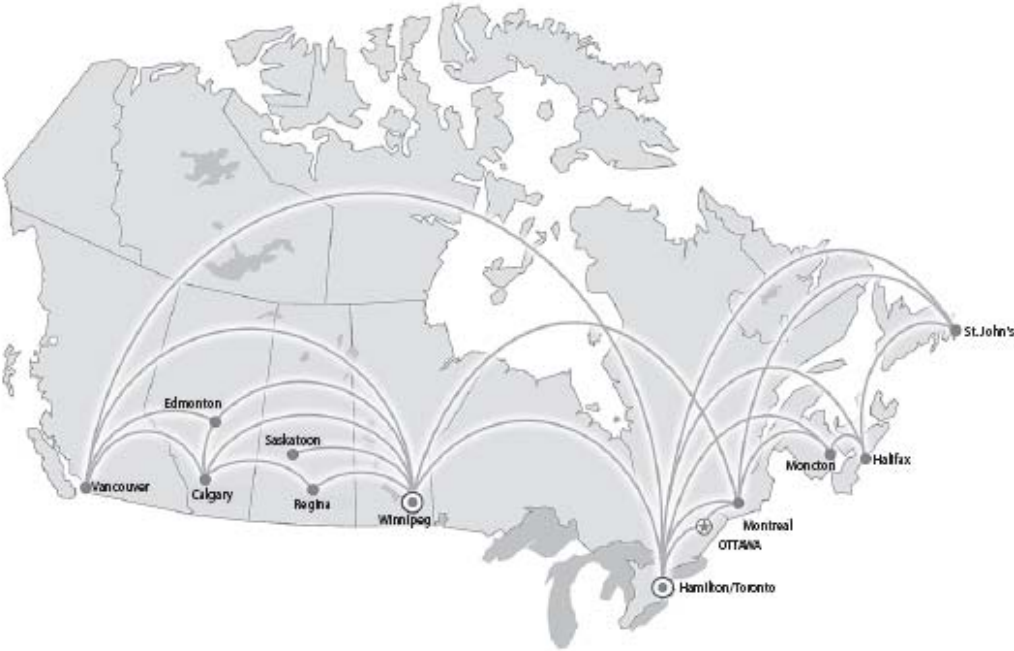 St.John's
Edmonton
Saskatoon
Vancouver
Calgary
Regina
Winnipeg
Moncton
Halifax
Montreal
OTTAWA
Hamilton/Toronto